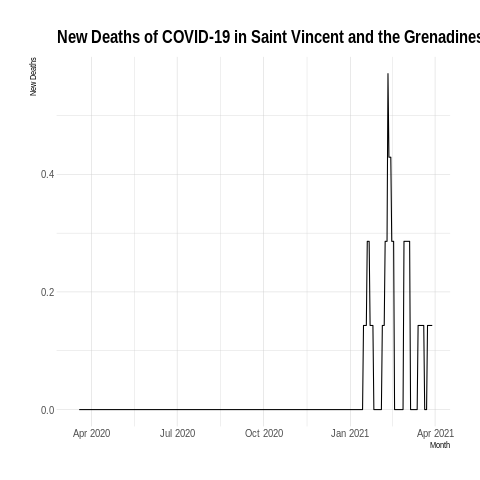 New Deaths of COVID-19 in Saint Vincent and the Grenadines
New Deaths
0.4
0.2
0.0
Apr 2020 Jul 2020 Oct 2020 Jan 2021 Apr 2021
Month